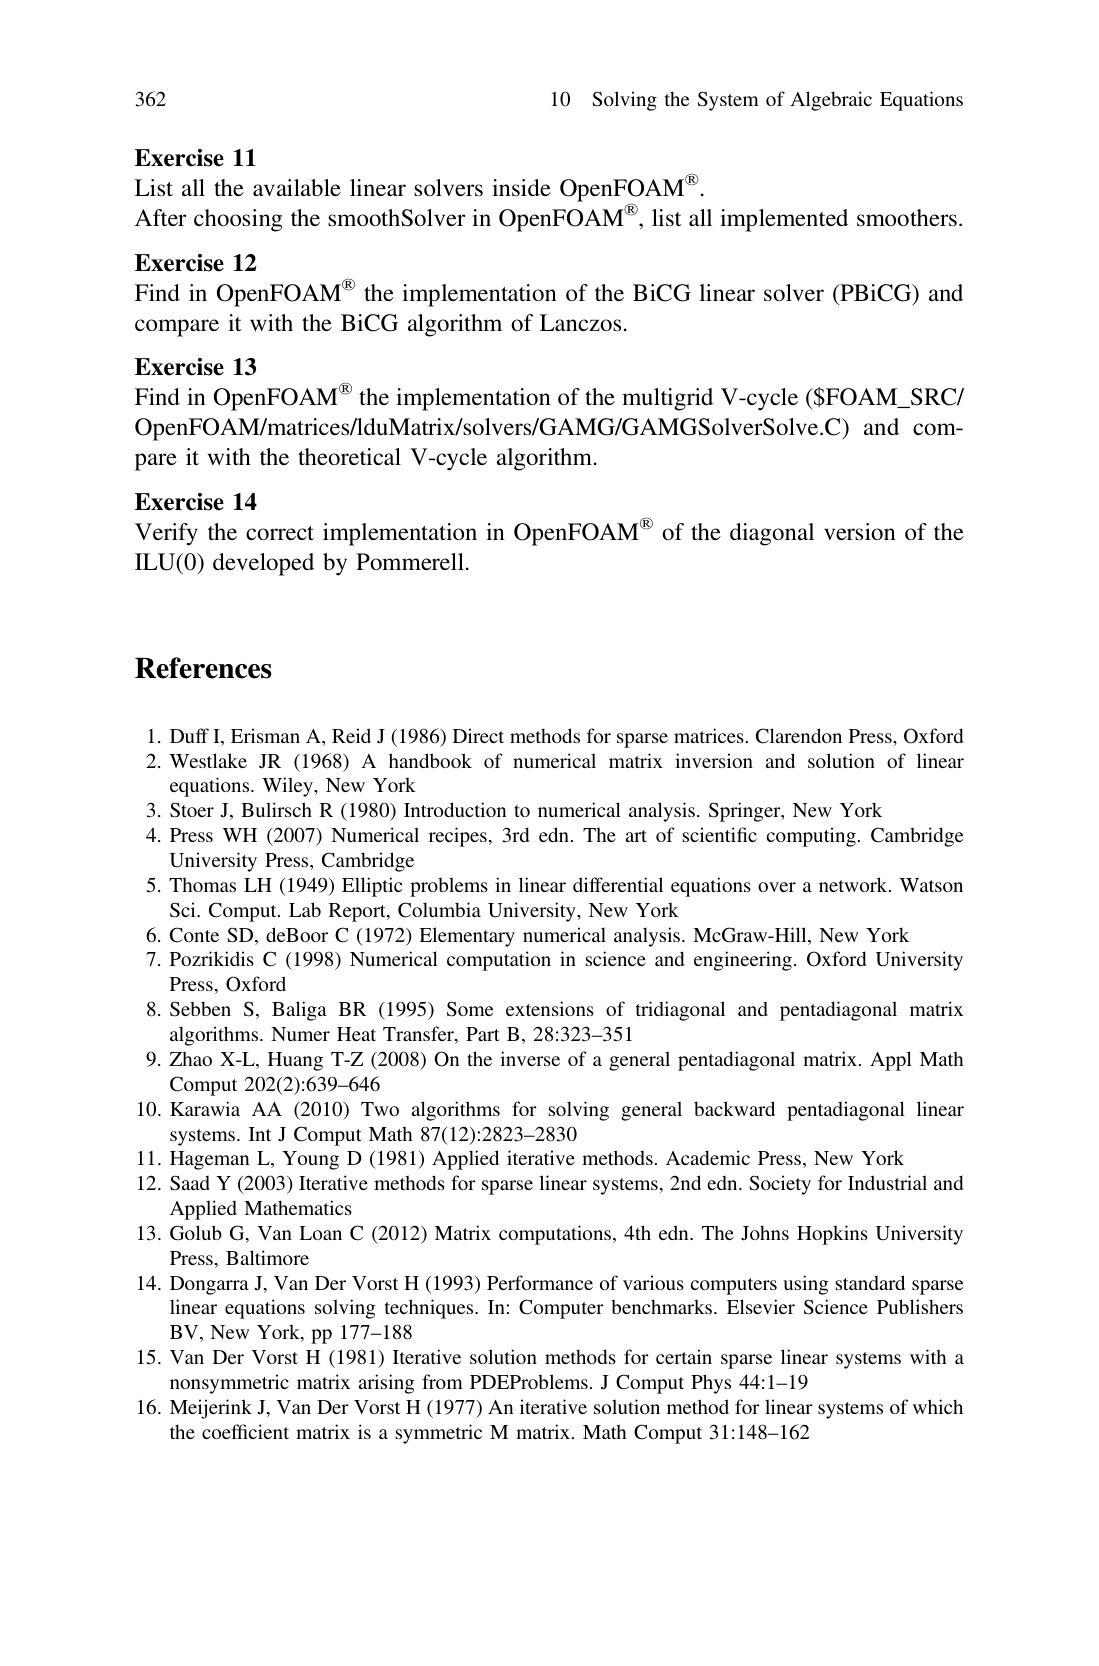 362
10 Solving the System of Algebraic Equations
Exercise 11
List all the available linear solvers inside OpenFOAM®.
After choosing the smoothSolver in OpenFOAM®, list all implemented smoothers.
Exercise 12
Find in OpenFOAM® the implementation of the BiCG linear solver (PBiCG) and
compare it with the BiCG algorithm of Lanczos.
Exercise 13
Find in OpenFOAM® the implementation of the multigrid V-cycle ($FOAM_SRC/
OpenFOAM/matrices/lduMatrix/solvers/GAMG/GAMGSolverSolve.C) and com-
pare it with the theoretical V-cycle algorithm.
Exercise 14
Verify the correct implementation in OpenFOAM® of the diagonal version of the
ILU(0) developed by Pommerell.
References
1. Duff I, Erisman A, Reid J (1986) Direct methods for sparse matrices. Clarendon Press, Oxford
2. Westlake JR (1968) A handbook of numerical matrix inversion and solution of linear
equations. Wiley, New York
3. Stoer J, Bulirsch R (1980) Introduction to numerical analysis. Springer, New York
4. Press WH (2007) Numerical recipes, 3rd edn. The art of scientific computing. Cambridge
University Press, Cambridge
5. Thomas LH (1949) Elliptic problems in linear differential equations over a network. Watson
Sci. Comput. Lab Report, Columbia University, New York
6. Conte SD, deBoor C (1972) Elementary numerical analysis. McGraw-Hill, New York
7. Pozrikidis C (1998) Numerical computation in science and engineering. Oxford University
Press, Oxford
8. Sebben S, Baliga BR (1995) Some extensions of tridiagonal and pentadiagonal matrix
algorithms. Numer Heat Transfer, Part B, 28:323–351
9. Zhao X-L, Huang T-Z (2008) On the inverse of a general pentadiagonal matrix. Appl Math
Comput 202(2):639–646
10. Karawia AA (2010) Two algorithms for solving general backward pentadiagonal linear
systems. Int J Comput Math 87(12):2823–2830
11. Hageman L, Young D (1981) Applied iterative methods. Academic Press, New York
12. Saad Y (2003) Iterative methods for sparse linear systems, 2nd edn. Society for Industrial and
Applied Mathematics
13. Golub G, Van Loan C (2012) Matrix computations, 4th edn. The Johns Hopkins University
Press, Baltimore
14. Dongarra J, Van Der Vorst H (1993) Performance of various computers using standard sparse
linear equations solving techniques. In: Computer benchmarks. Elsevier Science Publishers
BV, New York, pp 177–188
15. Van Der Vorst H (1981) Iterative solution methods for certain sparse linear systems with a
nonsymmetric matrix arising from PDEProblems. J Comput Phys 44:1–19
16. Meijerink J, Van Der Vorst H (1977) An iterative solution method for linear systems of which
the coefficient matrix is a symmetric M matrix. Math Comput 31:148–162